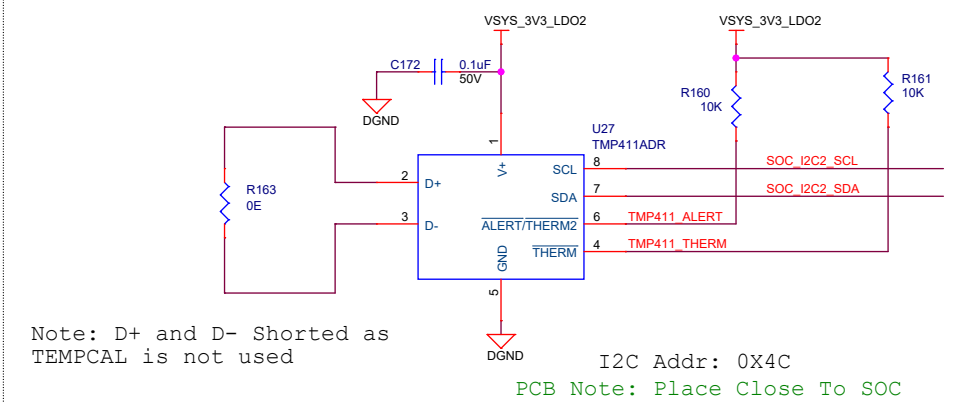 VSYS_3V3_LDO2
VSYS_3V3_LDO2
C172
0.1uF
50V
DGND
R160
10K
R161
10K
U27
TMP411ADR
1
V+
R163
0E
2
D+
3
D-
SCL
8
SOC_I2C2_SCL
SDA
7
SOC_I2C2_SDA
ALERT/THERM2
6
TMP411_ALERT
THERM
4
TMP411_THERM
GND
5
DGND
Note: D+ and D- Shorted as
TEMPCAL is not used
I2C Addr: 0X4C
PCB Note: Place Close To SOC